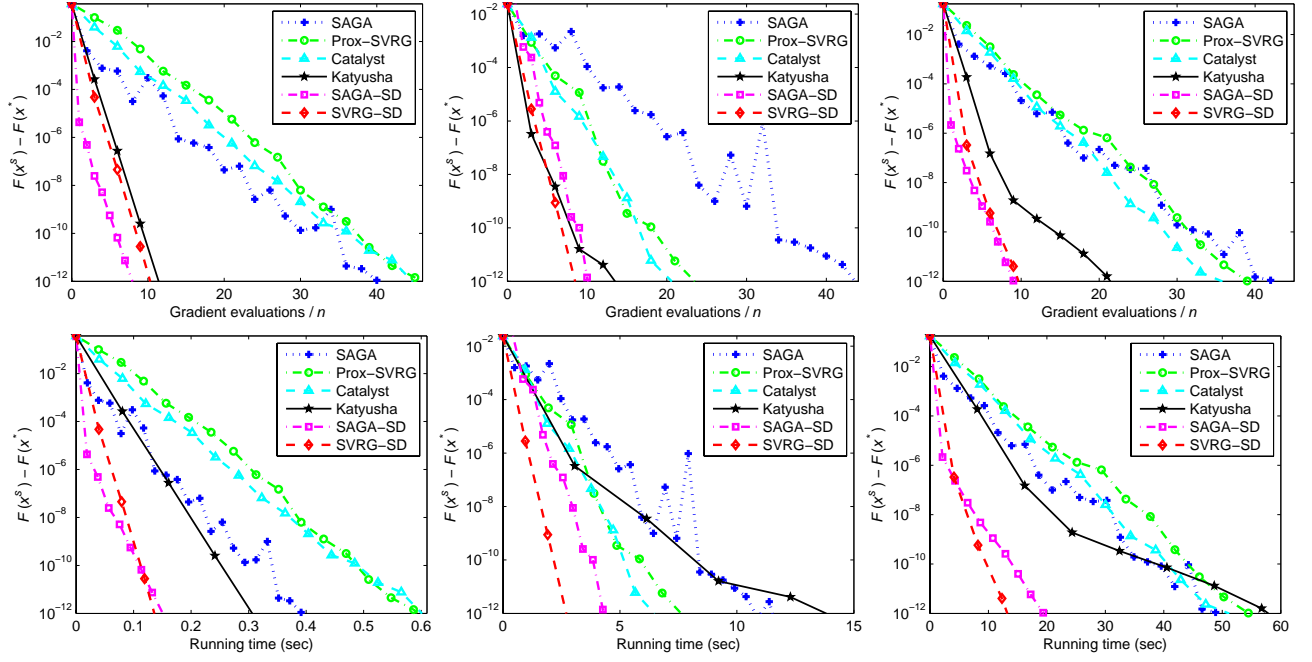 F (x^s) − F (x^*)
10^−2
10^−4
10^−6
10^−8
10^−10
10^−12
0 10 20 30 40
Gradient evaluations / n
SAGA
Prox−SVRG
Catalyst
Katyusha
SAGA−SD
SVRG−SD
F (x^s) − F (x^*)
10^−2
10^−4
10^−6
10^−8
10^−10
10^−12
0 10 20 30 40
Gradient evaluations / n
SAGA
Prox−SVRG
Catalyst
Katyusha
SAGA−SD
SVRG−SD
F (x^s) − F (x^*)
10^−2
10^−4
10^−6
10^−8
10^−10
10^−12
0 10 20 30 40
Gradient evaluations / n
SAGA
Prox−SVRG
Catalyst
Katyusha
SAGA−SD
SVRG−SD
F (x^s) − F (x^*)
10^−2
10^−4
10^−6
10^−8
10^−10
10^−12
0 0.1 0.2 0.3 0.4 0.5 0.6
Running time (sec)
SAGA
Prox−SVRG
Catalyst
Katyusha
SAGA−SD
SVRG−SD
F (x^s) − F (x^*)
10^−2
10^−4
10^−6
10^−8
10^−10
10^−12
0 5 10 15
Running time (sec)
SAGA
Prox−SVRG
Catalyst
Katyusha
SAGA−SD
SVRG−SD
F (x^s) − F (x^*)
10^−2
10^−4
10^−6
10^−8
10^−10
10^−12
0 10 20 30 40 50 60
Running time (sec)
SAGA
Prox−SVRG
Catalyst
Katyusha
SAGA−SD
SVRG−SD